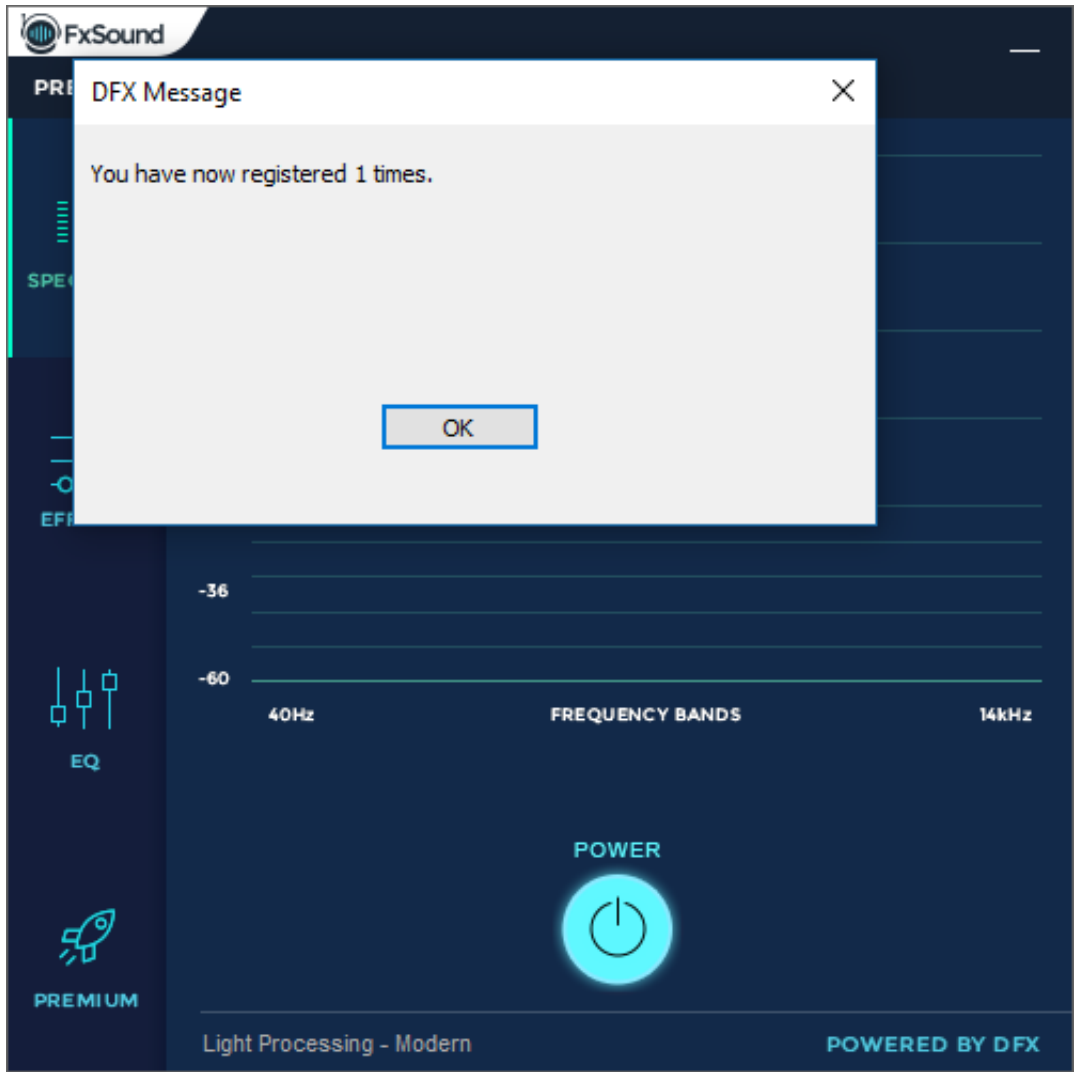 FxSound
DFX Message
You have now registered 1 times.
OK
-36
-60
40Hz
FREQUENCY BANDS
14kHz
EQ
POWER
PREMIUM
Light Processing - Modern
POWERED BY DFX